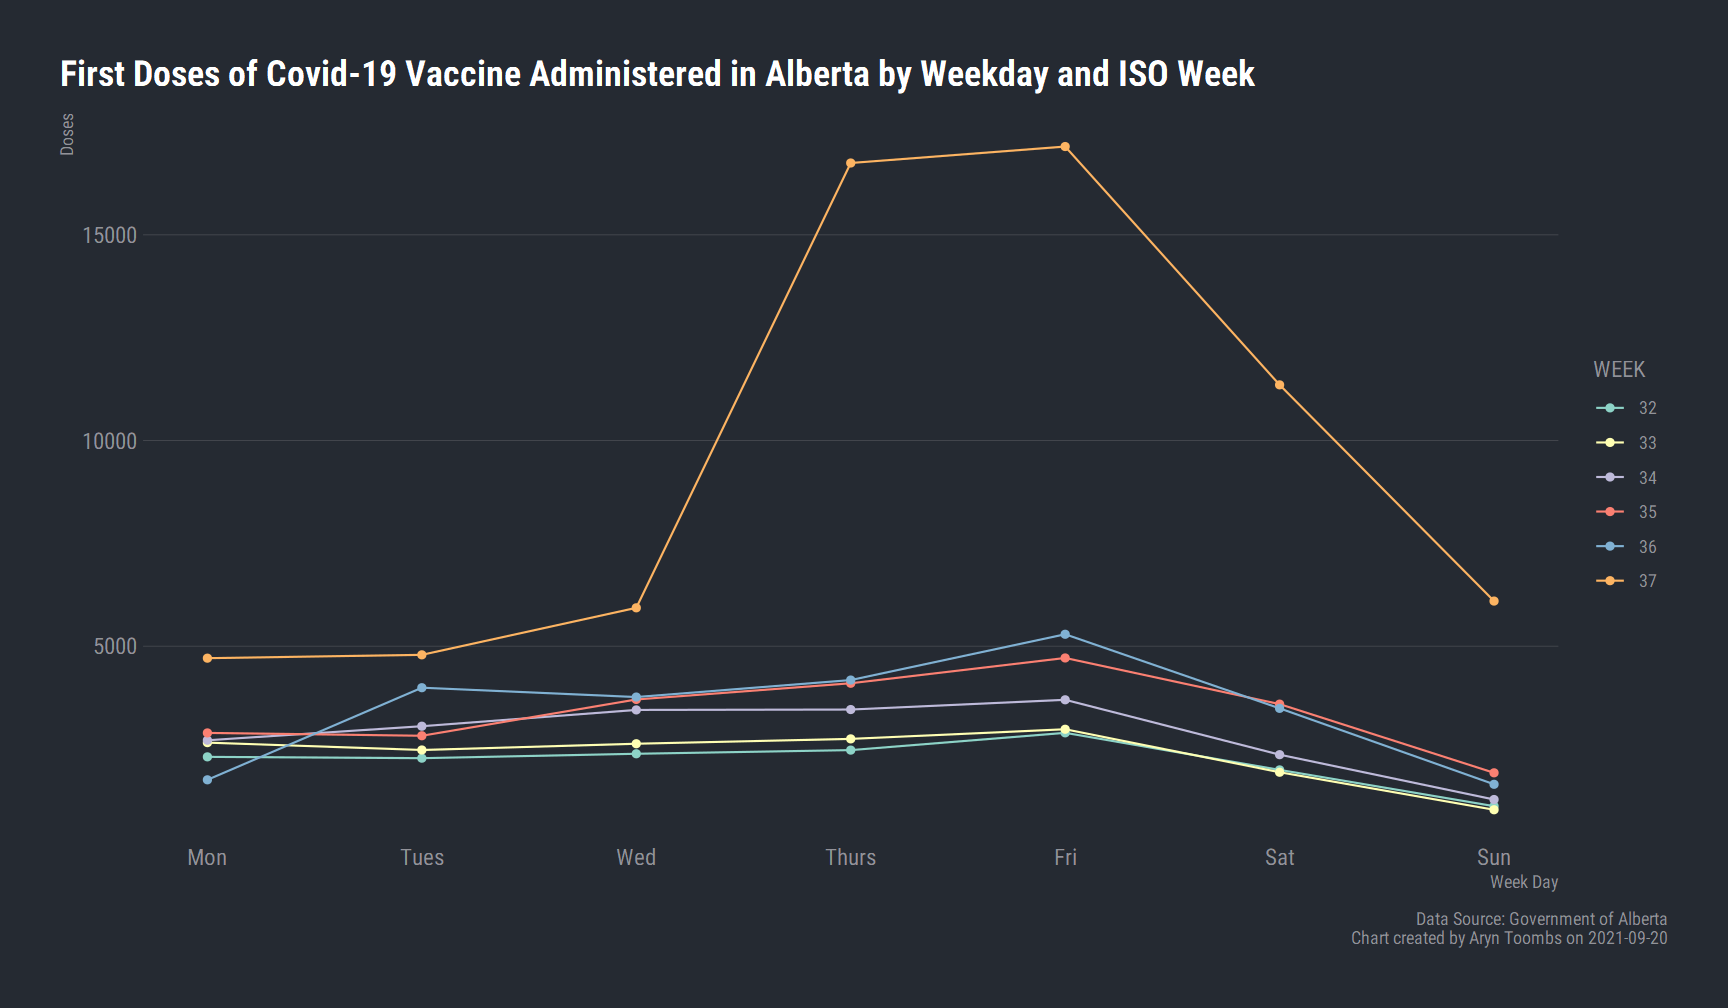 First Doses of Covid-19 Vaccine Administered in Alberta by Weekday and ISO Week
Doses
15000
10000
5000
Mon Tues Wed Thurs Fri Sat Sun
Week Day
WEEK
32
33
34
35
36
37
Data Source: Government of Alberta
Chart created by Aryn Toombs on 2021-09-20